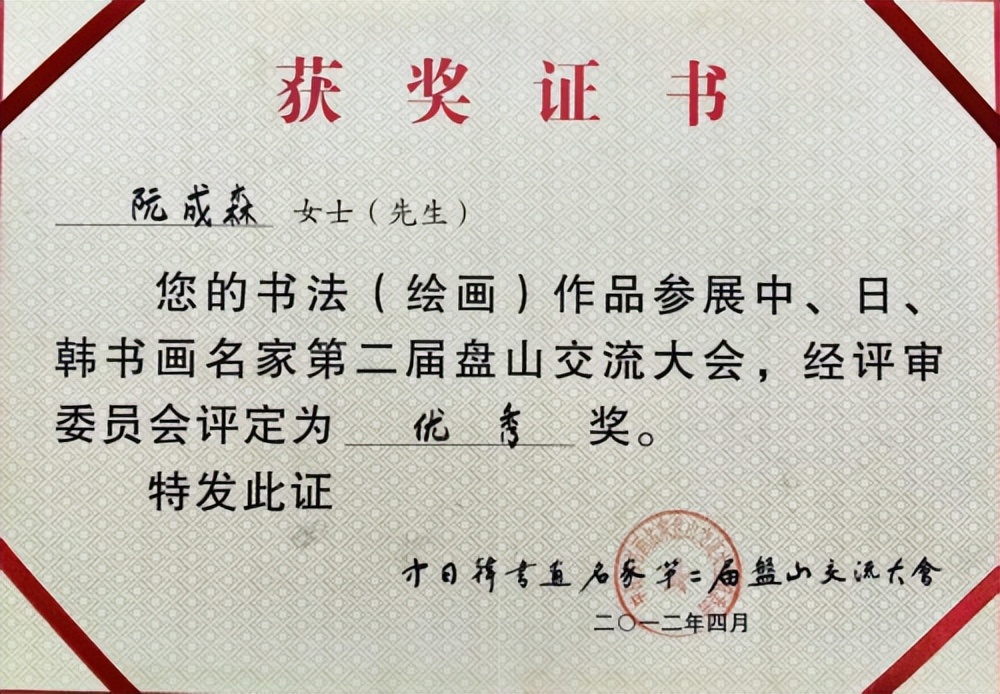 获奖证书
阮成森 女士（先生）
您的书法（绘画）作品参展中、日、
韩书画名家第二届盘山交流大会，经评审
委员会评定为 优秀 奖。
特发此证
中日韩書画名家第二届盤山交流大會
二〇一二年四月